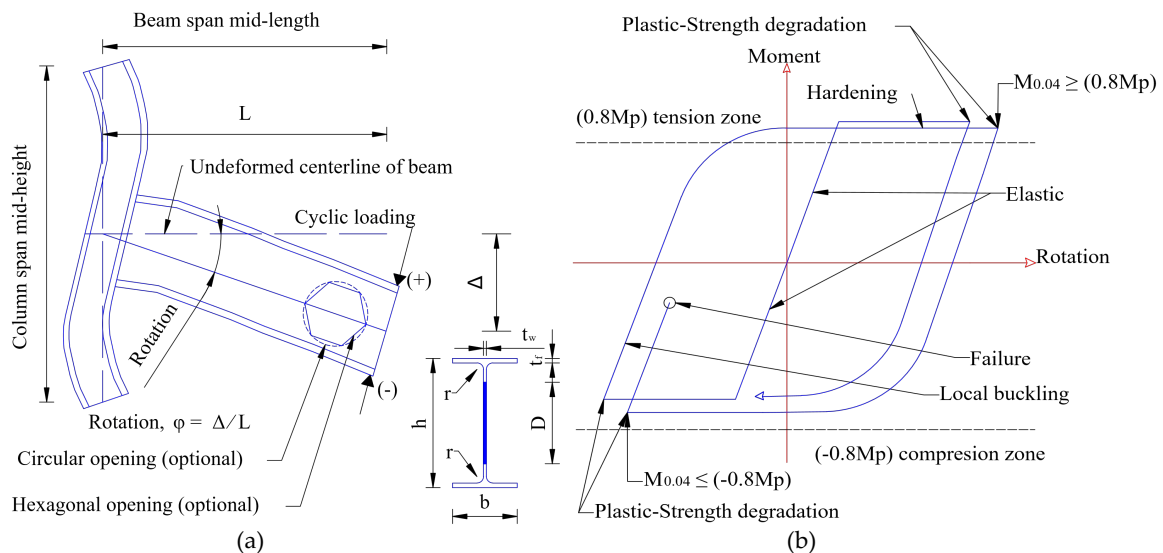 Beam span mid-length
L
Column span mid-height
Undeformed centerline of beam
Cyclic loading
(+)
Δ
Rotation
(-)
Rotation, φ = Δ/L
Circular opening (optional)
Hexagonal opening (optional)
tw
tf
r
h
D
r
b
(a)
Plastic-Strength degradation
Moment
M0.04 ≥ (0.8Mp)
Hardening
(0.8Mp) tension zone
Elastic
Rotation
Failure
Local buckling
(-0.8Mp) compresion zone
M0.04 ≤ (-0.8Mp)
Plastic-Strength degradation
(b)